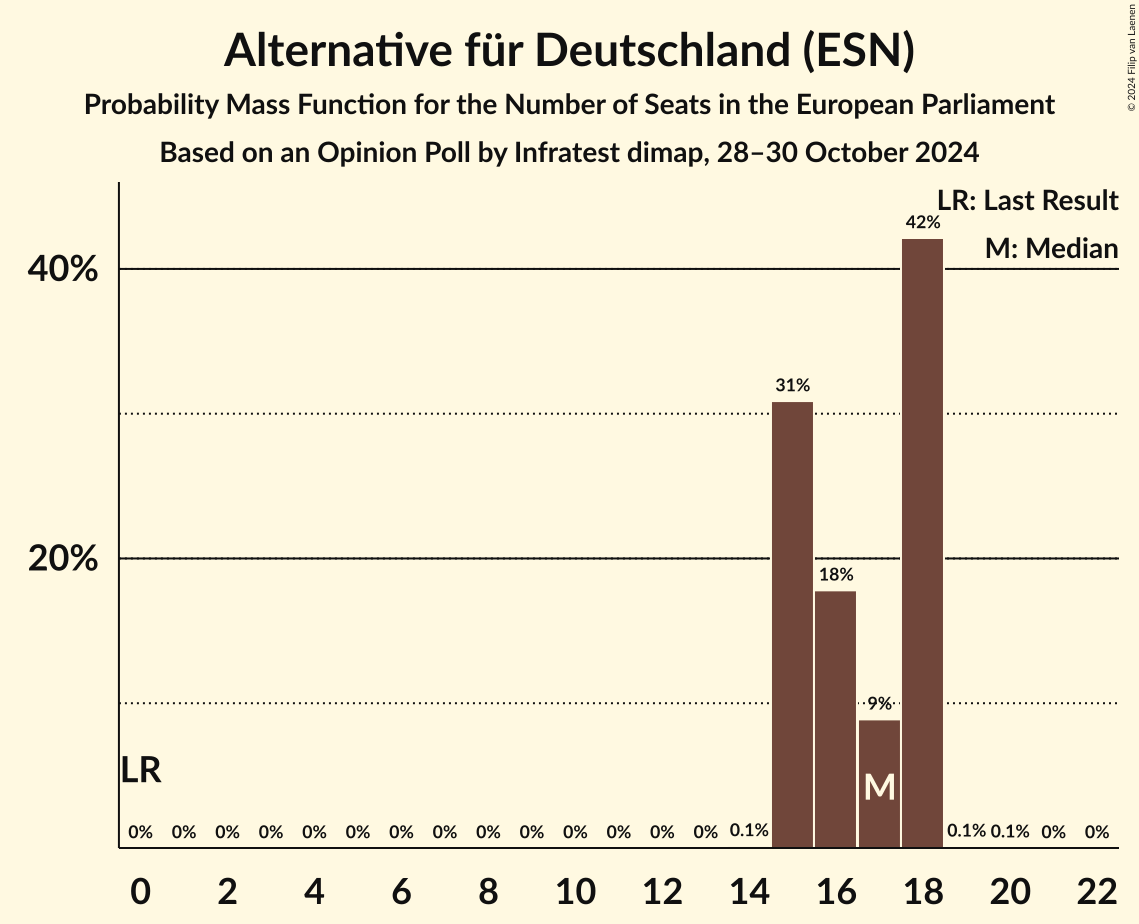 Alternative für Deutschland (ESN)
Probability Mass Function for the Number of Seats in the European Parliament
Based on an Opinion Poll by Infratest dimap, 28–30 October 2024
© 2024 Filip van Laenen
LR: Last Result
M: Median
40%
20%
42%
31%
18%
9%
LR
M
0% 0% 0% 0% 0% 0% 0% 0% 0% 0% 0% 0% 0% 0% 0.1% 0.1% 0.1% 0% 0%
0 2 4 6 8 10 12 14 16 18 20 22